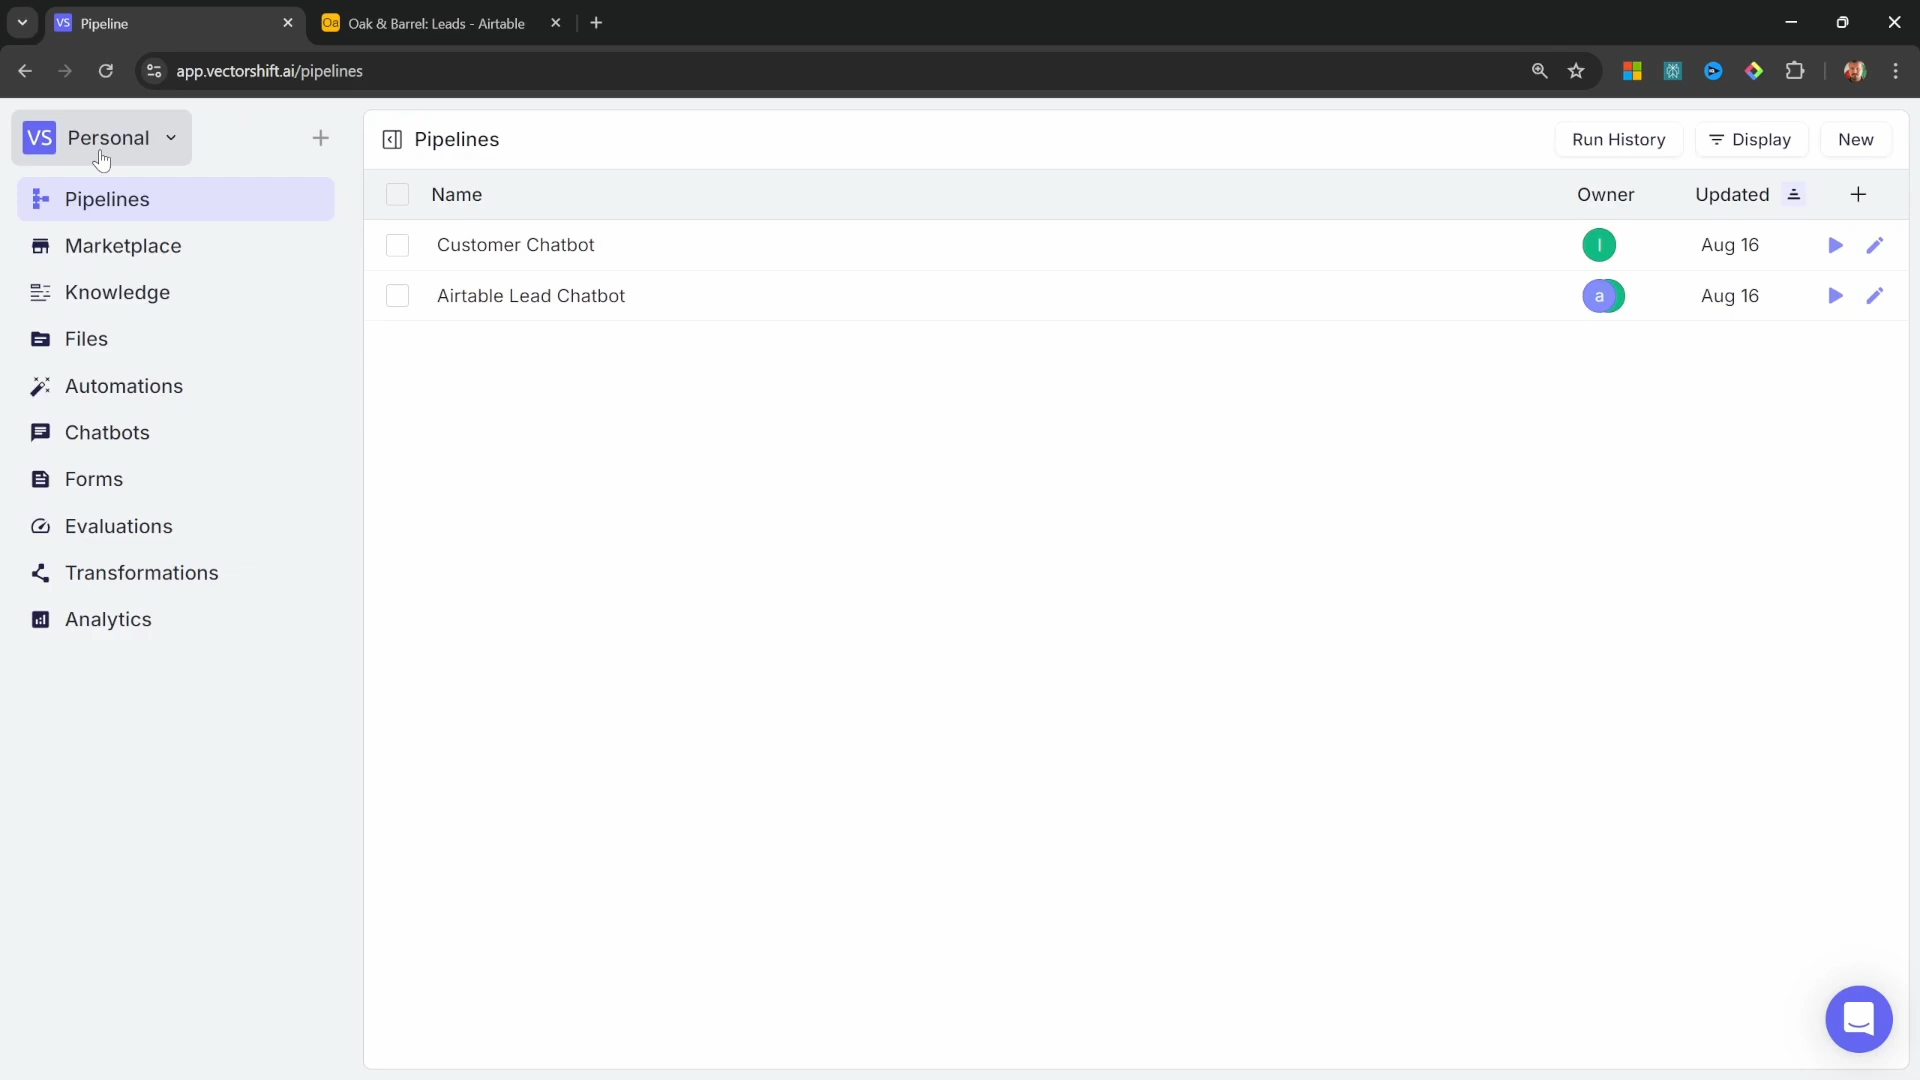 VS Pipeline
Oa Oak & Barrel: Leads - Airtable
app.vectorshift.ai/pipelines
VS Personal
Pipelines
Marketplace
Knowledge
Files
Automations
Chatbots
Forms
Evaluations
Transformations
Analytics
Pipelines
Run History
Display
New
Name
Owner
Updated
Customer Chatbot
I
Aug 16
Airtable Lead Chatbot
a
Aug 16